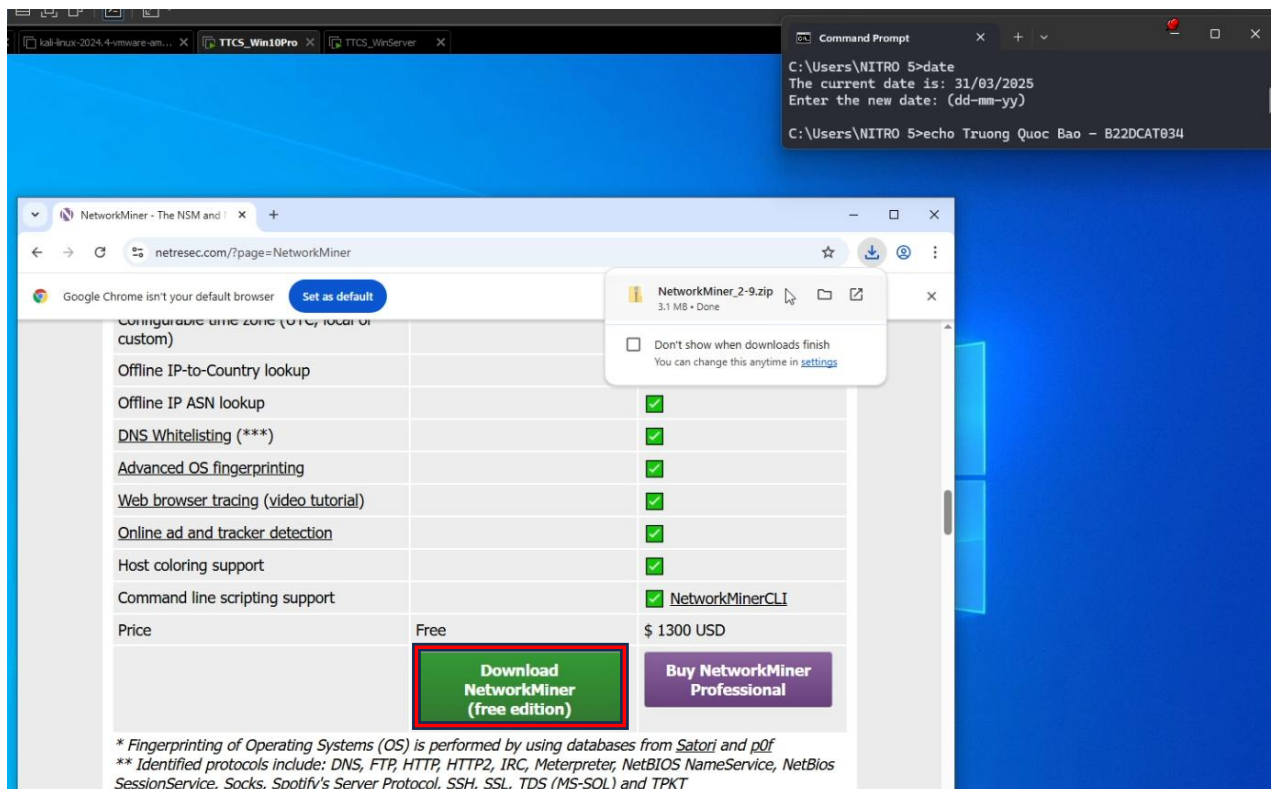 kali-linux-2024.4-vmware-am...
TTCS_Win10Pro
TTCS_WinServer
Command Prompt
C:\Users\NITRO 5>date
The current date is: 31/03/2025
Enter the new date: (dd-mm-yy)
C:\Users\NITRO 5>echo Truong Quoc Bao – B22DCAT034
NetworkMiner - The NSM and
netresec.com/?page=NetworkMiner
Google Chrome isn't your default browser
Set as default
NetworkMiner_2-9.zip
3.1 MB • Done
Don't show when downloads finish
You can change this anytime in settings
Configurable time zone (UTC, local or
custom)
Offline IP-to-Country lookup
Offline IP ASN lookup
DNS Whitelisting (***)
Advanced OS fingerprinting
Web browser tracing (video tutorial)
Online ad and tracker detection
Host coloring support
Command line scripting support
NetworkMinerCLI
Price
Free
$ 1300 USD
Download
NetworkMiner
(free edition)
Buy NetworkMiner
Professional
* Fingerprinting of Operating Systems (OS) is performed by using databases from Satori and p0f
** Identified protocols include: DNS, FTP, HTTP, HTTP2, IRC, Meterpreter, NetBIOS NameService, NetBios
SessionService, Socks, Spotify's Server Protocol, SSH, SSL, TDS (MS-SQL) and TPKT